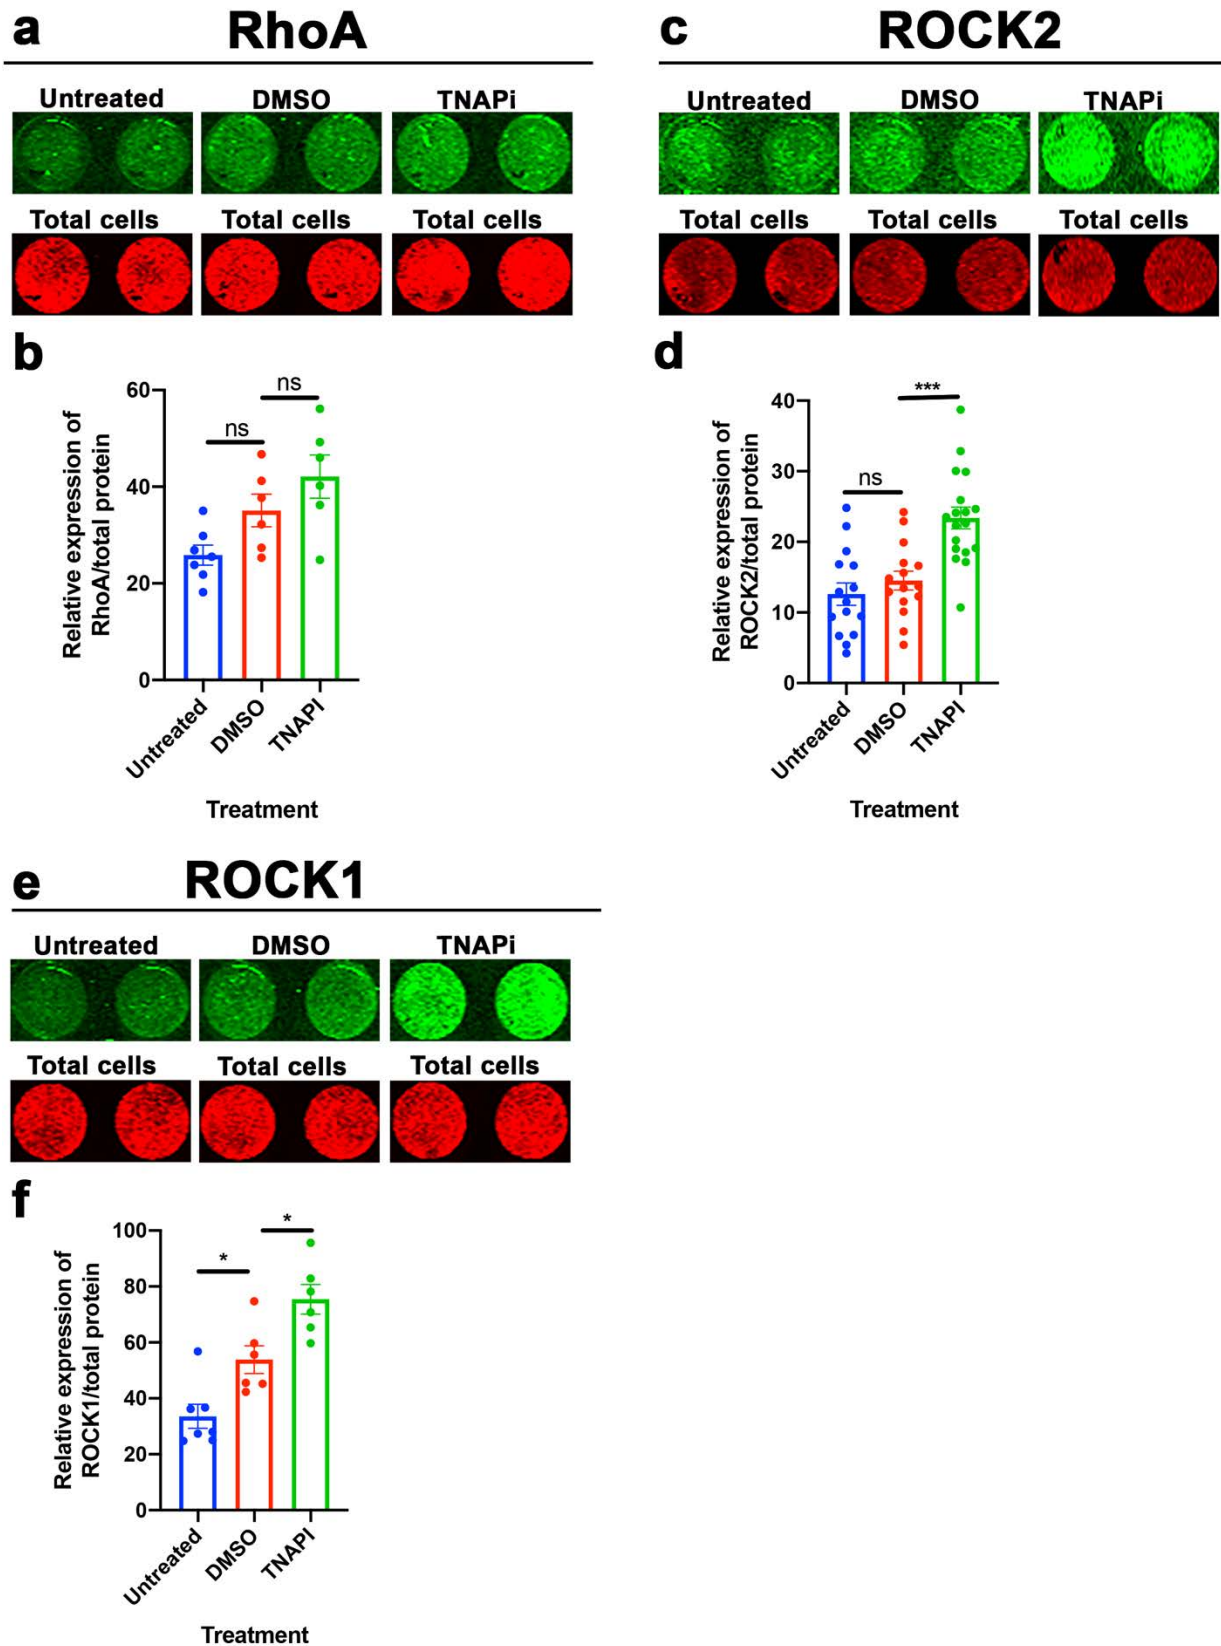 a RhoA
Untreated DMSO TNAPi
Total cells Total cells Total cells
b
Relative expression of
RhoA/total protein
60
40
20
0
ns
ns
Untreated
DMSO
TNAPI
Treatment
c ROCK2
Untreated DMSO TNAPi
Total cells Total cells Total cells
d
Relative expression of
ROCK2/total protein
40
30
20
10
0
ns
***
Untreated
DMSO
TNAPI
Treatment
e ROCK1
Untreated DMSO TNAPi
Total cells Total cells Total cells
f
Relative expression of
ROCK1/total protein
100
80
60
40
20
0
*
*
Untreated
DMSO
TNAPI
Treatment